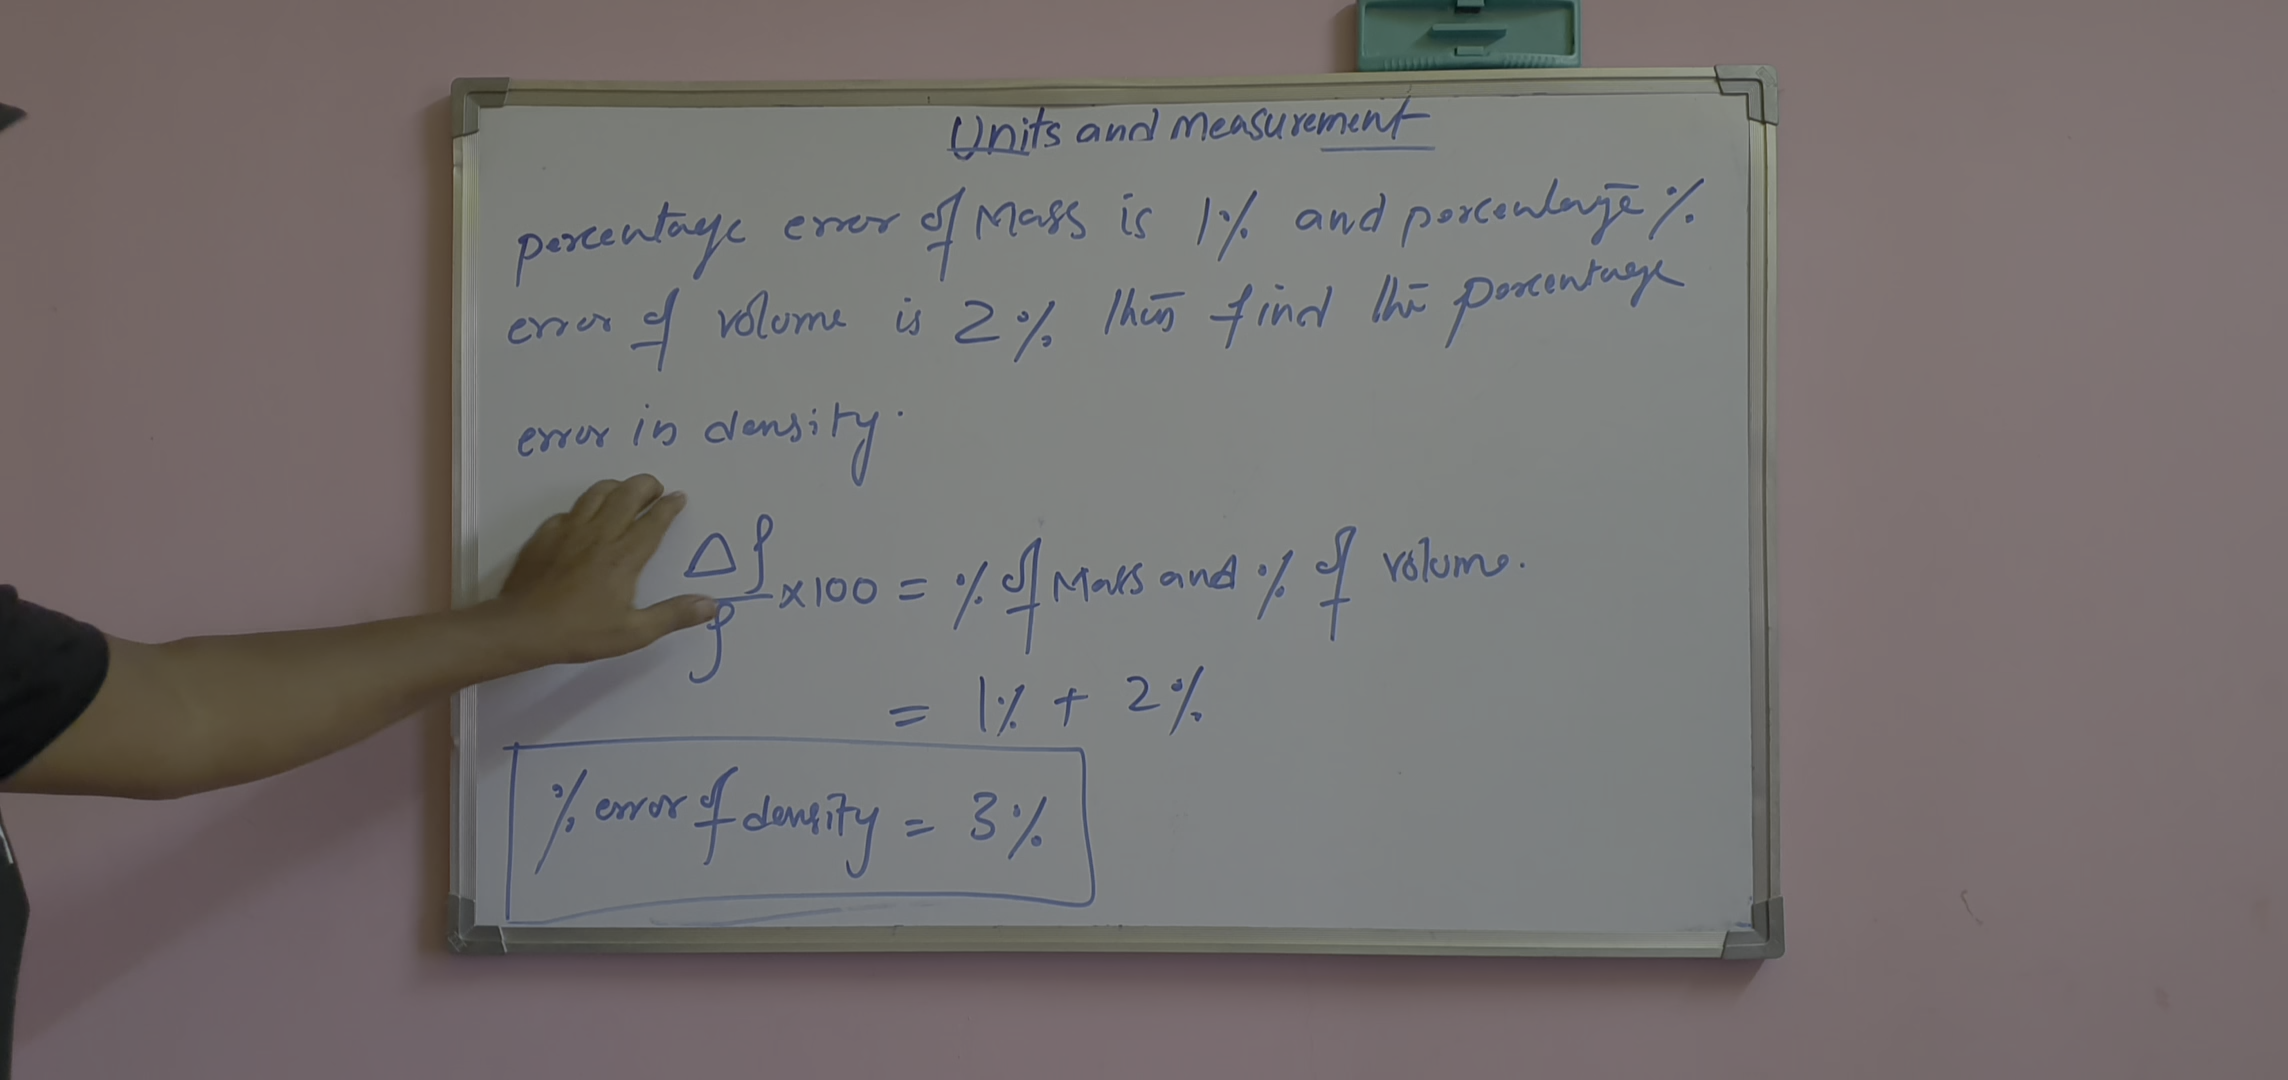 Units and measurement
percentage error of Mass is 1% and percentage %
error of volume is 2% then find the percentage
error in density.
Δρ/ρ ×100 = % of Mass and % of volume.
= 1% + 2%
% error of density = 3%